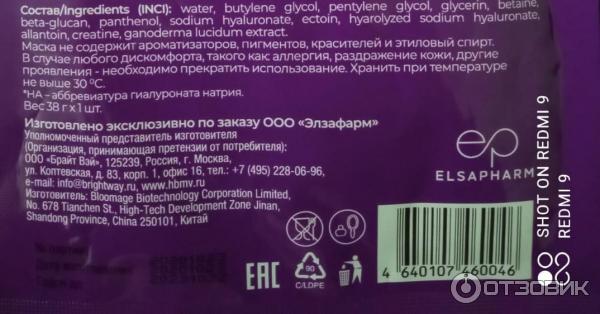 Состав/Ingredients (INCI): water, butylene glycol, pentylene glycol, glycerin, betaine,
beta-glucan, panthenol, sodium hyaluronate, ectoin, hyarolyzed sodium hyaluronate,
allantoin, creatine, ganoderma lucidum extract.
Маска не содержит ароматизаторов, пигментов, красителей и этиловый спирт.
В случае любого дискомфорта, такого как: аллергия, раздражение кожи, другие
проявления - необходимо прекратить использование. Хранить при температуре
не выше 30 °С.
*НА – аббревиатура гиалуроната натрия.
Вес 38 г х 1 шт.
Изготовлено эксклюзивно по заказу ООО «Элзафарм»
Уполномоченный представитель изготовителя
(Организация, принимающая претензии от потребителя):
ООО «Брайт Вэй», 125239, Россия, г. Москва,
ул. Коптевская, д. 83, корп. 1, офис 16, тел.: +7 (495) 228-06-96,
e-mail: info@brightway.ru, www.hbmv.ru
Изготовитель: Bloomage Biotechnology Corporation Limited,
No. 678 Tianchen St., High-Tech Development Zone Jinan,
Shandong Province, China 250101, Китай
ep
ELSAPHARM
EAC
90
C/LDPE
4 640107 460046
SHOT ON REDMI 9
REDMI 9
ОТЗОВИК